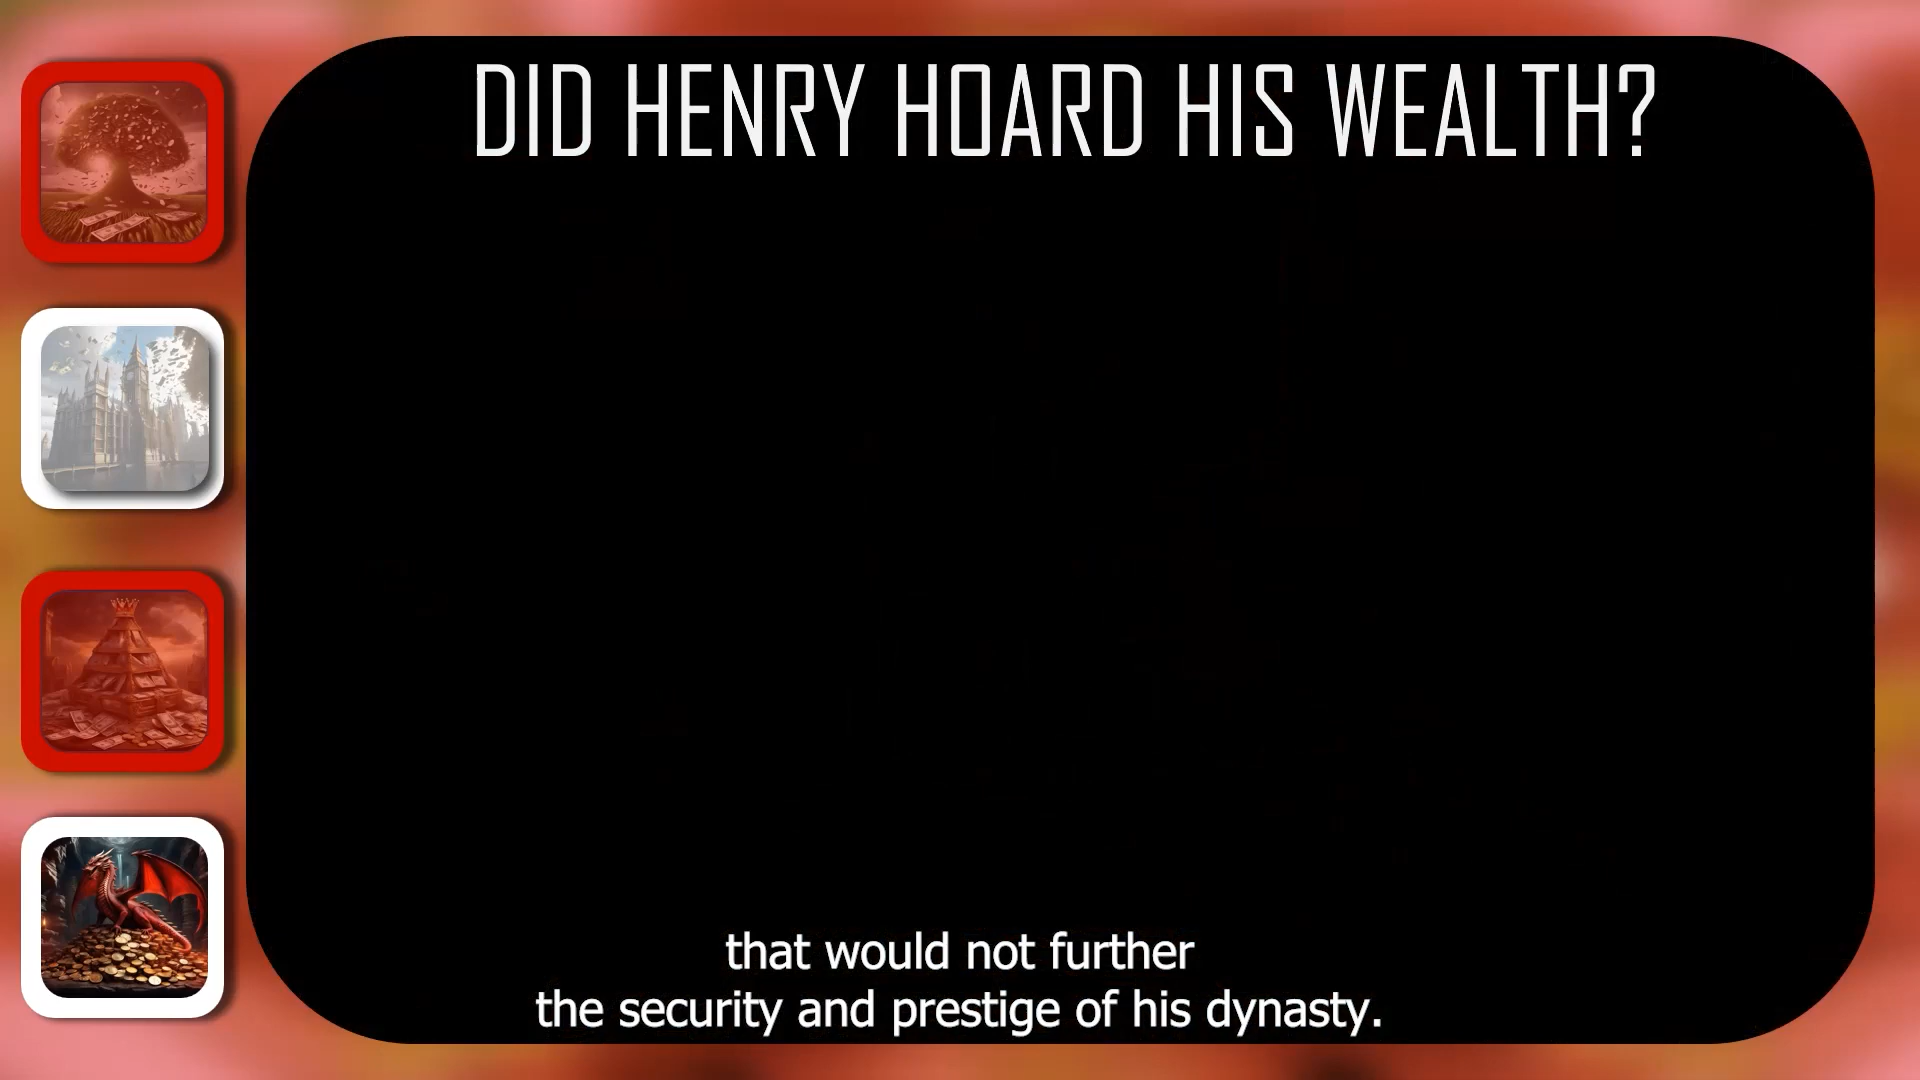 DID HENRY HOARD HIS WEALTH?
that would not further
the security and prestige of his dynasty.